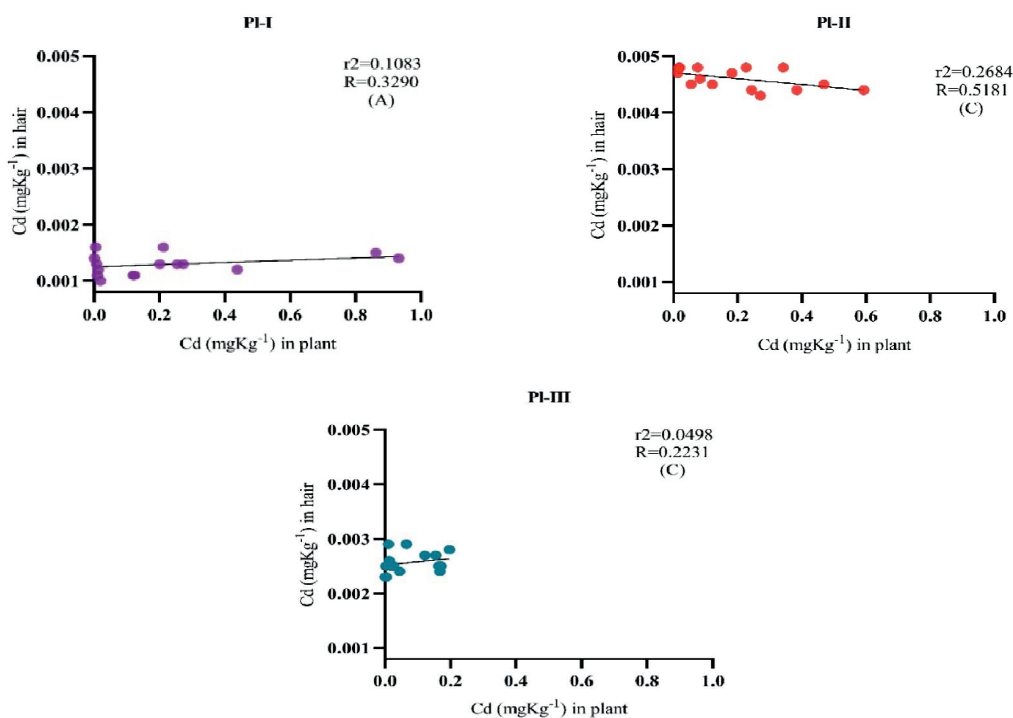 Pl-I
r2=0.1083
R=0.3290
(A)
Cd (mgKg⁻¹) in hair
0.005
0.004
0.003
0.002
0.001
0.0 0.2 0.4 0.6 0.8 1.0
Cd (mgKg⁻¹) in plant
Pl-II
r2=0.2684
R=0.5181
(C)
Cd (mgKg⁻¹) in hair
0.005
0.004
0.003
0.002
0.001
0.0 0.2 0.4 0.6 0.8 1.0
Cd (mgKg⁻¹) in plant
Pl-III
r2=0.0498
R=0.2231
(C)
Cd (mgKg⁻¹) in hair
0.005
0.004
0.003
0.002
0.001
0.0 0.2 0.4 0.6 0.8 1.0
Cd (mgKg⁻¹) in plant